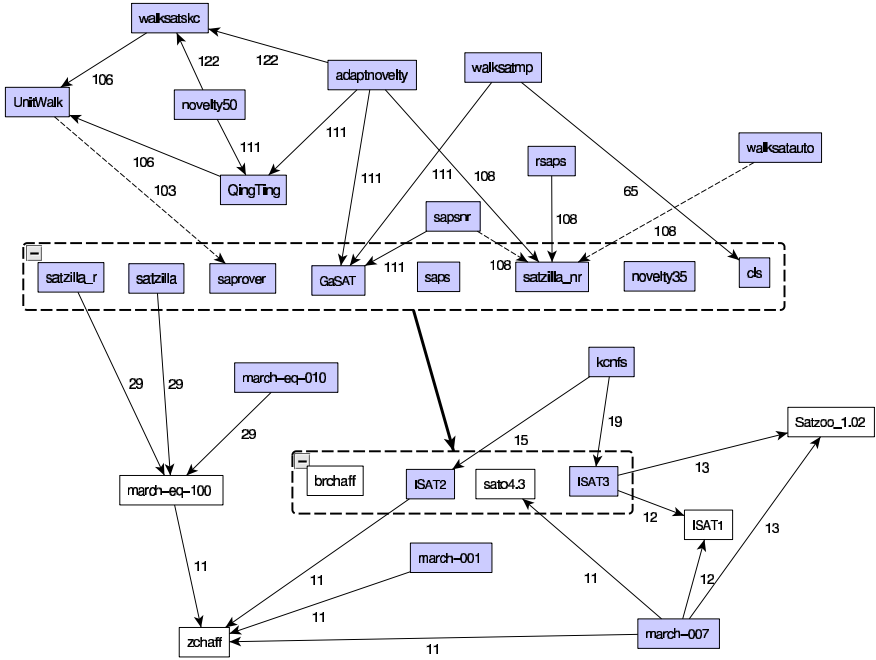 walksatskc
122
122
106
adaptnovelty
walksatmp
UnitWalk
novelty50
111
111
106
103
QingTing
111
111
108
rsaps
65
walksatauto
108
108
sapsnr
111
108
satzilla_r
satzilla
saprover
GaSAT
saps
satzilla_nr
novelty35
cls
29
29
march-eq-010
29
kcnfs
15
19
Satzoo_1.02
13
brchaff
ISAT2
sato4.3
ISAT3
march-eq-100
12
ISAT1
13
11
11
march-001
11
11
12
zchaff
11
march-007